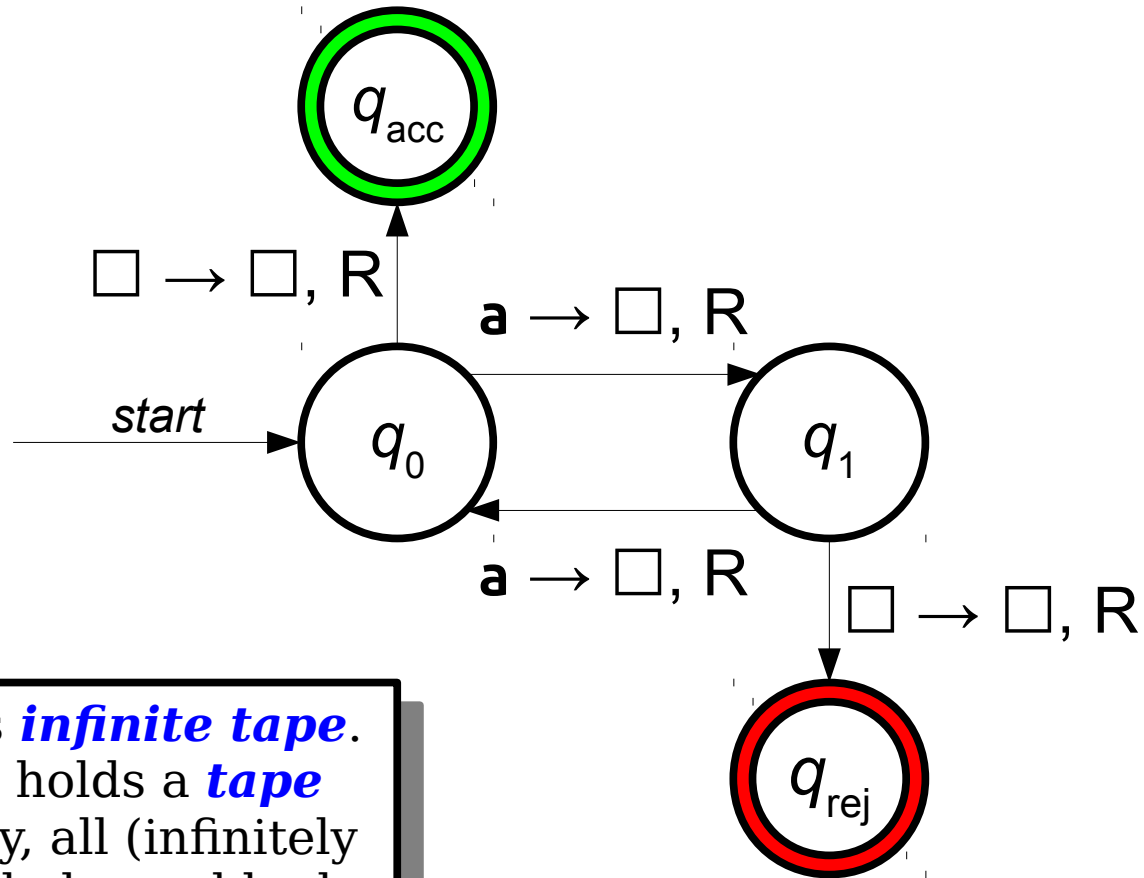 q_acc
□ → □, R
a → □, R
start
q_0
q_1
a → □, R
□ → □, R
infinite tape.
holds a tape
y, all (infinitely
q_rej